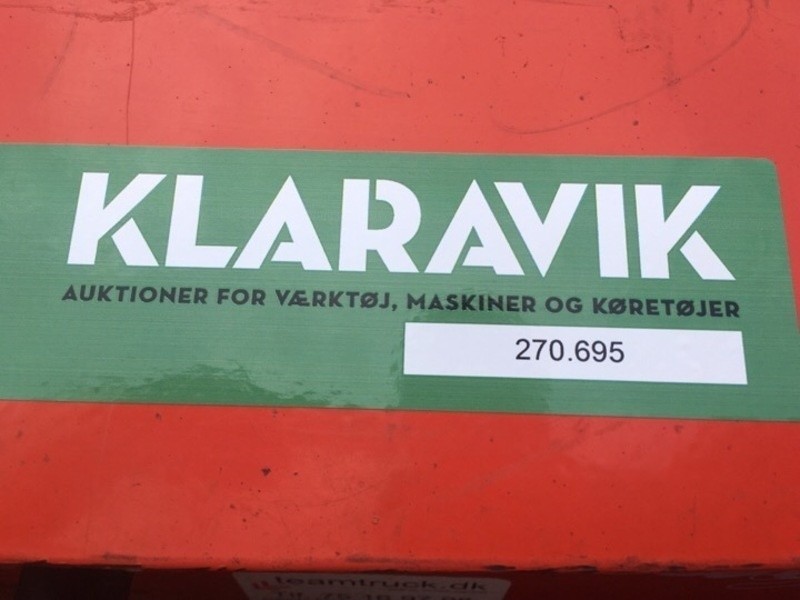 KLARAVIK
AUKTIONER FOR VÆRKTØJ, MASKINER OG KØRETØJER
270.695
teamtruck.dk